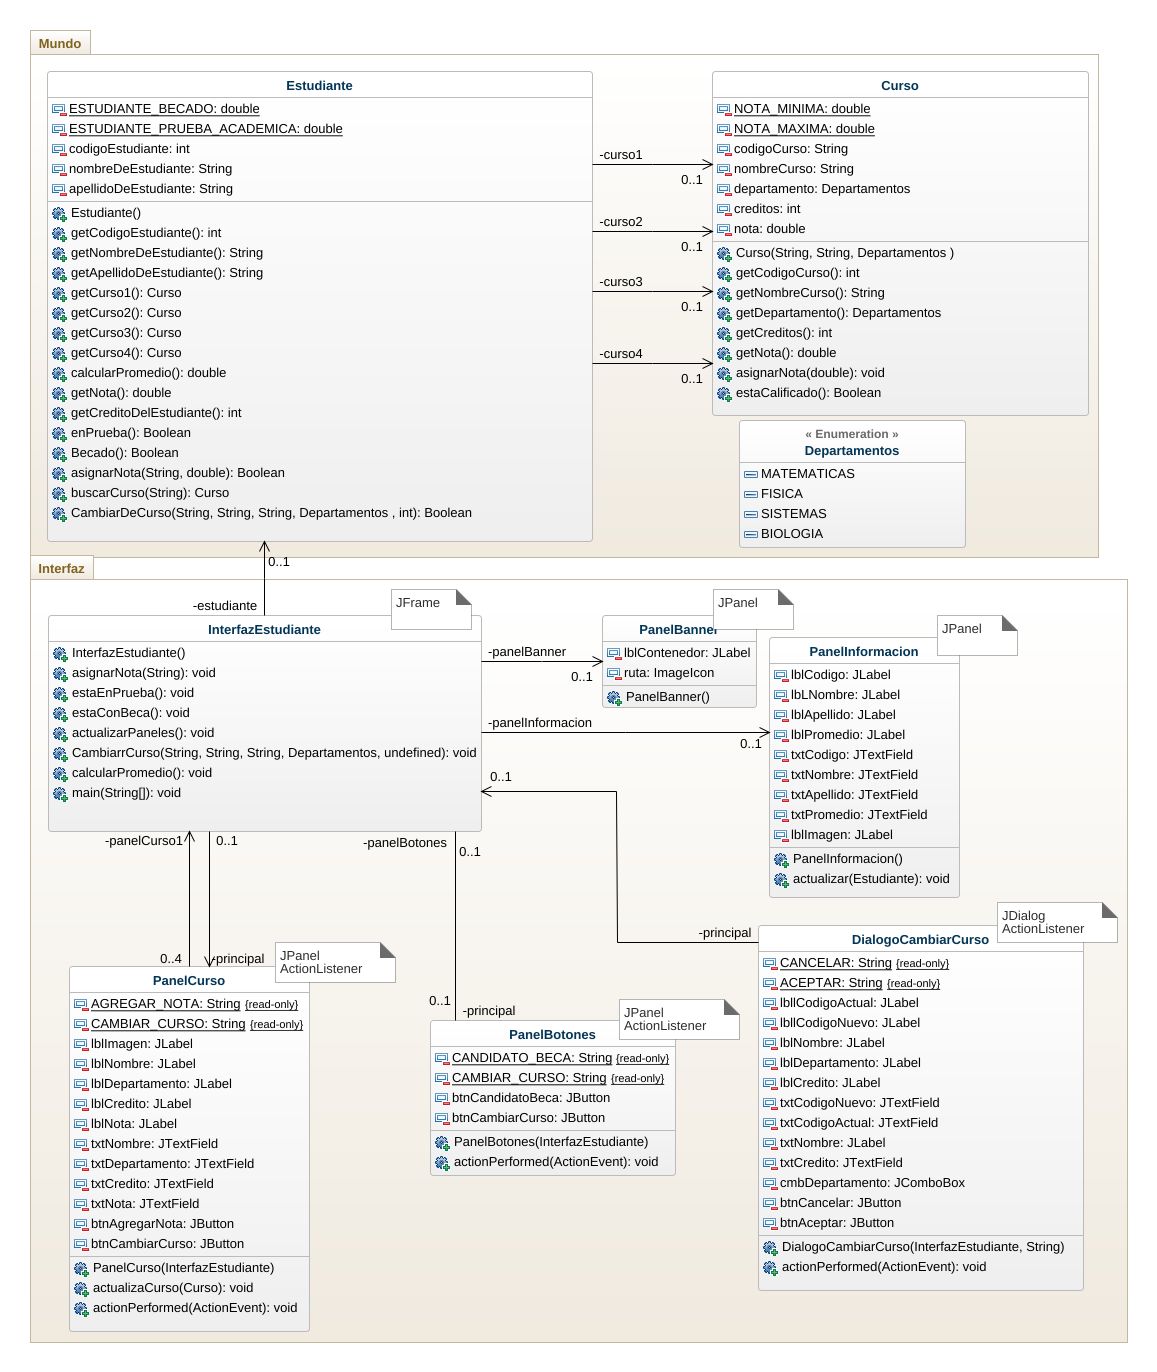 Mundo
Estudiante
ESTUDIANTE_BECADO: double
ESTUDIANTE_PRUEBA_ACADEMICA: double
codigoEstudiante: int
nombreDeEstudiante: String
apellidoDeEstudiante: String
Estudiante()
getCodigoEstudiante(): int
getNombreDeEstudiante(): String
getApellidoDeEstudiante(): String
getCurso1(): Curso
getCurso2(): Curso
getCurso3(): Curso
getCurso4(): Curso
calcularPromedio(): double
getNota(): double
getCreditoDelEstudiante(): int
enPrueba(): Boolean
Becado(): Boolean
asignarNota(String, double): Boolean
buscarCurso(String): Curso
CambiarDeCurso(String, String, String, Departamentos , int): Boolean
-curso1
0..1
-curso2
0..1
-curso3
0..1
-curso4
0..1
Curso
NOTA_MINIMA: double
NOTA_MAXIMA: double
codigoCurso: String
nombreCurso: String
departamento: Departamentos
creditos: int
nota: double
Curso(String, String, Departamentos )
getCodigoCurso(): int
getNombreCurso(): String
getDepartamento(): Departamentos
getCreditos(): int
getNota(): double
asignarNota(double): void
estaCalificado(): Boolean
« Enumeration »
Departamentos
MATEMATICAS
FISICA
SISTEMAS
BIOLOGIA
Interfaz
0..1
-estudiante
JFrame
InterfazEstudiante
InterfazEstudiante()
asignarNota(String): void
estaEnPrueba(): void
estaConBeca(): void
actualizarPaneles(): void
CambiarrCurso(String, String, String, Departamentos, undefined): void
calcularPromedio(): void
main(String[]): void
-panelBanner
0..1
-panelInformacion
0..1
0..1
JPanel
PanelBanner
lblContenedor: JLabel
ruta: ImageIcon
PanelBanner()
JPanel
PanelInformacion
lblCodigo: JLabel
lbLNombre: JLabel
lblApellido: JLabel
lblPromedio: JLabel
txtCodigo: JTextField
txtNombre: JTextField
txtApellido: JTextField
txtPromedio: JTextField
lblImagen: JLabel
PanelInformacion()
actualizar(Estudiante): void
-panelCurso1
0..1
-panelBotones
0..1
0..4
-principal
JPanel
ActionListener
PanelCurso
AGREGAR_NOTA: String {read-only}
CAMBIAR_CURSO: String {read-only}
lblImagen: JLabel
lblNombre: JLabel
lblDepartamento: JLabel
lblCredito: JLabel
lblNota: JLabel
txtNombre: JTextField
txtDepartamento: JTextField
txtCredito: JTextField
txtNota: JTextField
btnAgregarNota: JButton
btnCambiarCurso: JButton
PanelCurso(InterfazEstudiante)
actualizaCurso(Curso): void
actionPerformed(ActionEvent): void
0..1
-principal
JPanel
ActionListener
PanelBotones
CANDIDATO_BECA: String {read-only}
CAMBIAR_CURSO: String {read-only}
btnCandidatoBeca: JButton
btnCambiarCurso: JButton
PanelBotones(InterfazEstudiante)
actionPerformed(ActionEvent): void
-principal
JDialog
ActionListener
DialogoCambiarCurso
CANCELAR: String {read-only}
ACEPTAR: String {read-only}
lbllCodigoActual: JLabel
lbllCodigoNuevo: JLabel
lblNombre: JLabel
lblDepartamento: JLabel
lblCredito: JLabel
txtCodigoNuevo: JTextField
txtCodigoActual: JTextField
txtNombre: JLabel
txtCredito: JTextField
cmbDepartamento: JComboBox
btnCancelar: JButton
btnAceptar: JButton
DialogoCambiarCurso(InterfazEstudiante, String)
actionPerformed(ActionEvent): void